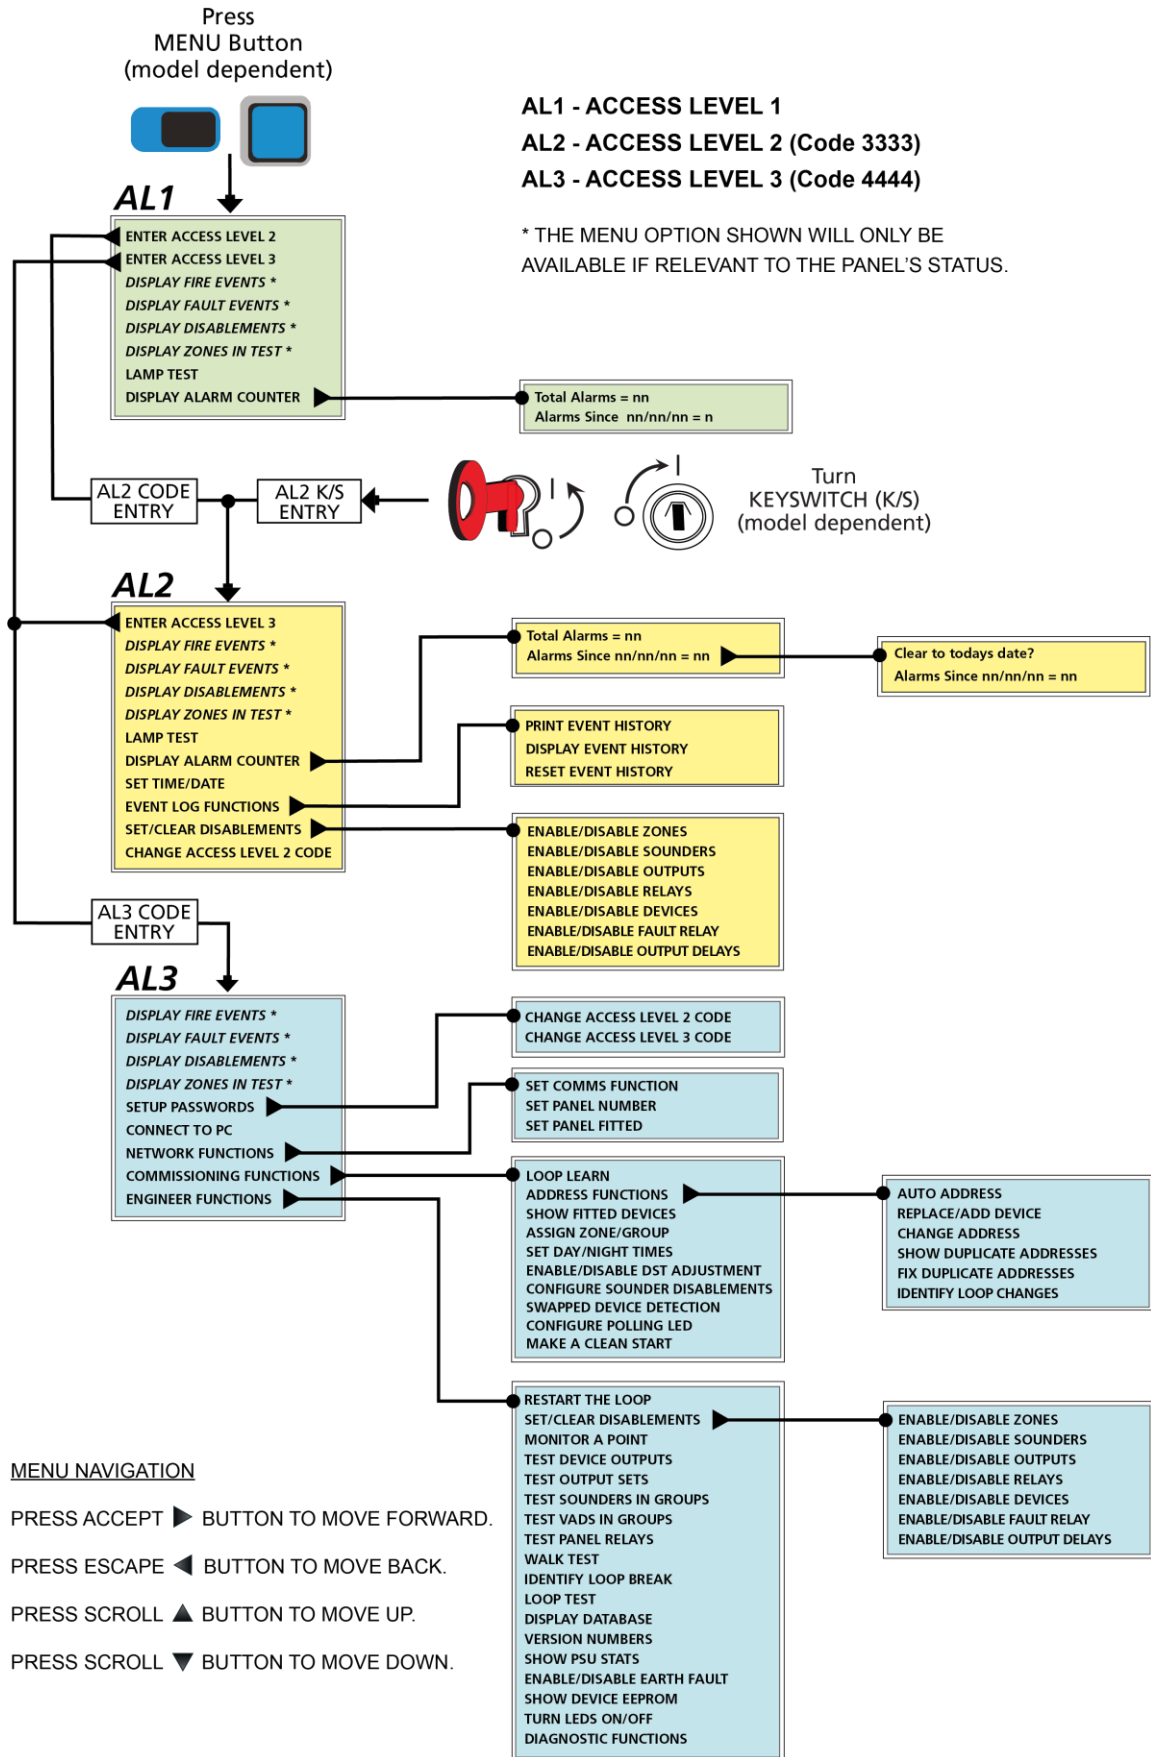 Press
MENU Button
(model dependent)
AL1 - ACCESS LEVEL 1
AL2 - ACCESS LEVEL 2 (Code 3333)
AL3 - ACCESS LEVEL 3 (Code 4444)
* THE MENU OPTION SHOWN WILL ONLY BE
AVAILABLE IF RELEVANT TO THE PANEL'S STATUS.
AL1
ENTER ACCESS LEVEL 2
ENTER ACCESS LEVEL 3
DISPLAY FIRE EVENTS *
DISPLAY FAULT EVENTS *
DISPLAY DISABLEMENTS *
DISPLAY ZONES IN TEST *
LAMP TEST
DISPLAY ALARM COUNTER
Total Alarms = nn
Alarms Since nn/nn/nn = n
AL2 CODE
ENTRY
AL2 K/S
ENTRY
Turn
KEYSWITCH (K/S)
(model dependent)
AL2
ENTER ACCESS LEVEL 3
DISPLAY FIRE EVENTS *
DISPLAY FAULT EVENTS *
DISPLAY DISABLEMENTS *
DISPLAY ZONES IN TEST *
LAMP TEST
DISPLAY ALARM COUNTER
SET TIME/DATE
EVENT LOG FUNCTIONS
SET/CLEAR DISABLEMENTS
CHANGE ACCESS LEVEL 2 CODE
Total Alarms = nn
Alarms Since nn/nn/nn = nn
Clear to todays date?
Alarms Since nn/nn/nn = nn
PRINT EVENT HISTORY
DISPLAY EVENT HISTORY
RESET EVENT HISTORY
ENABLE/DISABLE ZONES
ENABLE/DISABLE SOUNDERS
ENABLE/DISABLE OUTPUTS
ENABLE/DISABLE RELAYS
ENABLE/DISABLE DEVICES
ENABLE/DISABLE FAULT RELAY
ENABLE/DISABLE OUTPUT DELAYS
AL3 CODE
ENTRY
AL3
DISPLAY FIRE EVENTS *
DISPLAY FAULT EVENTS *
DISPLAY DISABLEMENTS *
DISPLAY ZONES IN TEST *
SETUP PASSWORDS
CONNECT TO PC
NETWORK FUNCTIONS
COMMISSIONING FUNCTIONS
ENGINEER FUNCTIONS
CHANGE ACCESS LEVEL 2 CODE
CHANGE ACCESS LEVEL 3 CODE
SET COMMS FUNCTION
SET PANEL NUMBER
SET PANEL FITTED
LOOP LEARN
ADDRESS FUNCTIONS
SHOW FITTED DEVICES
ASSIGN ZONE/GROUP
SET DAY/NIGHT TIMES
ENABLE/DISABLE DST ADJUSTMENT
CONFIGURE SOUNDER DISABLEMENTS
SWAPPED DEVICE DETECTION
CONFIGURE POLLING LED
MAKE A CLEAN START
AUTO ADDRESS
REPLACE/ADD DEVICE
CHANGE ADDRESS
SHOW DUPLICATE ADDRESSES
FIX DUPLICATE ADDRESSES
IDENTIFY LOOP CHANGES
RESTART THE LOOP
SET/CLEAR DISABLEMENTS
MONITOR A POINT
TEST DEVICE OUTPUTS
TEST OUTPUT SETS
TEST SOUNDERS IN GROUPS
TEST VADS IN GROUPS
TEST PANEL RELAYS
WALK TEST
IDENTIFY LOOP BREAK
LOOP TEST
DISPLAY DATABASE
VERSION NUMBERS
SHOW PSU STATS
ENABLE/DISABLE EARTH FAULT
SHOW DEVICE EEPROM
TURN LEDS ON/OFF
DIAGNOSTIC FUNCTIONS
ENABLE/DISABLE ZONES
ENABLE/DISABLE SOUNDERS
ENABLE/DISABLE OUTPUTS
ENABLE/DISABLE RELAYS
ENABLE/DISABLE DEVICES
ENABLE/DISABLE FAULT RELAY
ENABLE/DISABLE OUTPUT DELAYS
MENU NAVIGATION
PRESS ACCEPT ▶ BUTTON TO MOVE FORWARD.
PRESS ESCAPE ◀ BUTTON TO MOVE BACK.
PRESS SCROLL ▲ BUTTON TO MOVE UP.
PRESS SCROLL ▼ BUTTON TO MOVE DOWN.